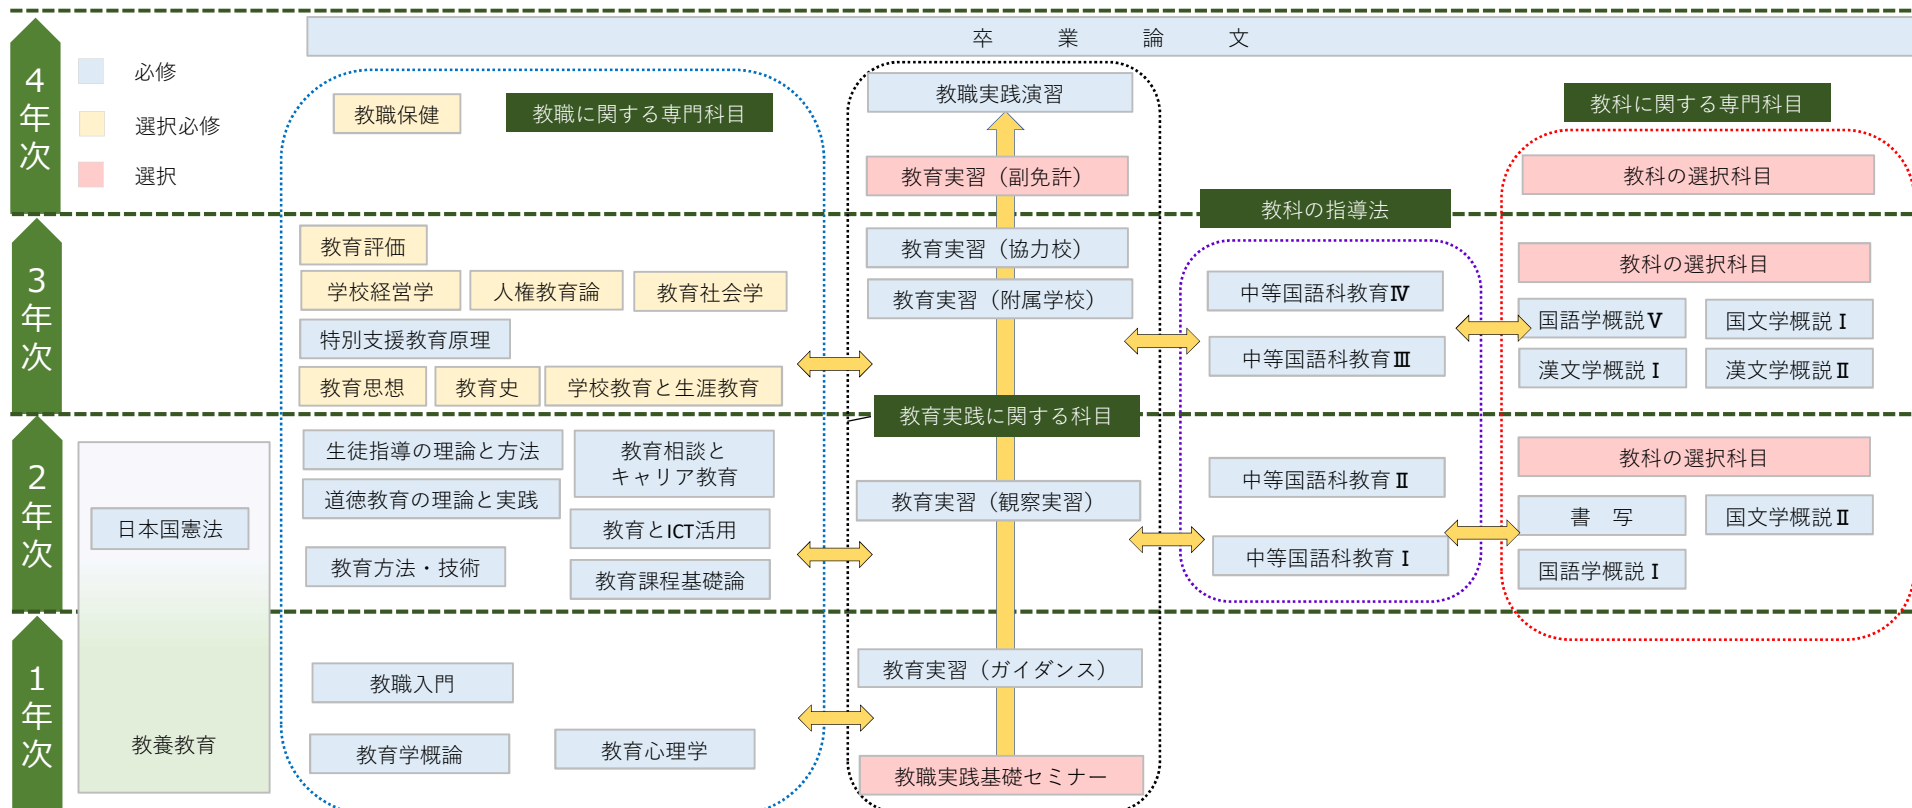 卒業論文
4年次
必修
選択必修
選択
教職保健
教職に関する専門科目
教職実践演習
教育実習（副免許）
教科に関する専門科目
教科の選択科目
教科の指導法
3年次
教育評価
学校経営学
人権教育論
教育社会学
特別支援教育原理
教育思想
教育史
学校教育と生涯教育
教育実習（協力校）
教育実習（附属学校）
中等国語科教育Ⅳ
中等国語科教育Ⅲ
教科の選択科目
国語学概説Ⅴ
国文学概説Ⅰ
漢文学概説Ⅰ
漢文学概説Ⅱ
教育実践に関する科目
2年次
日本国憲法
生徒指導の理論と方法
教育相談と
キャリア教育
道徳教育の理論と実践
教育とICT活用
教育方法・技術
教育課程基礎論
教育実習（観察実習）
中等国語科教育Ⅱ
中等国語科教育Ⅰ
教科の選択科目
書　写
国文学概説Ⅱ
国語学概説Ⅰ
1年次
教養教育
教職入門
教育学概論
教育心理学
教育実習（ガイダンス）
教職実践基礎セミナー